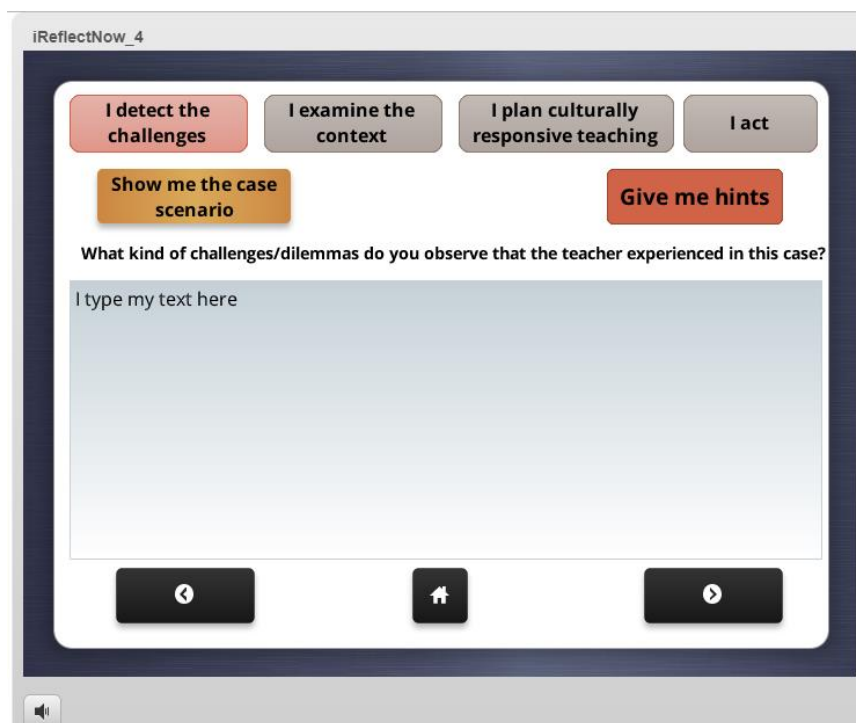 iReflectNow_4
I detect the
challenges
I examine the
context
I plan culturally
responsive teaching
I act
Show me the case
scenario
Give me hints
What kind of challenges/dilemmas do you observe that the teacher experienced in this case?
I type my text here